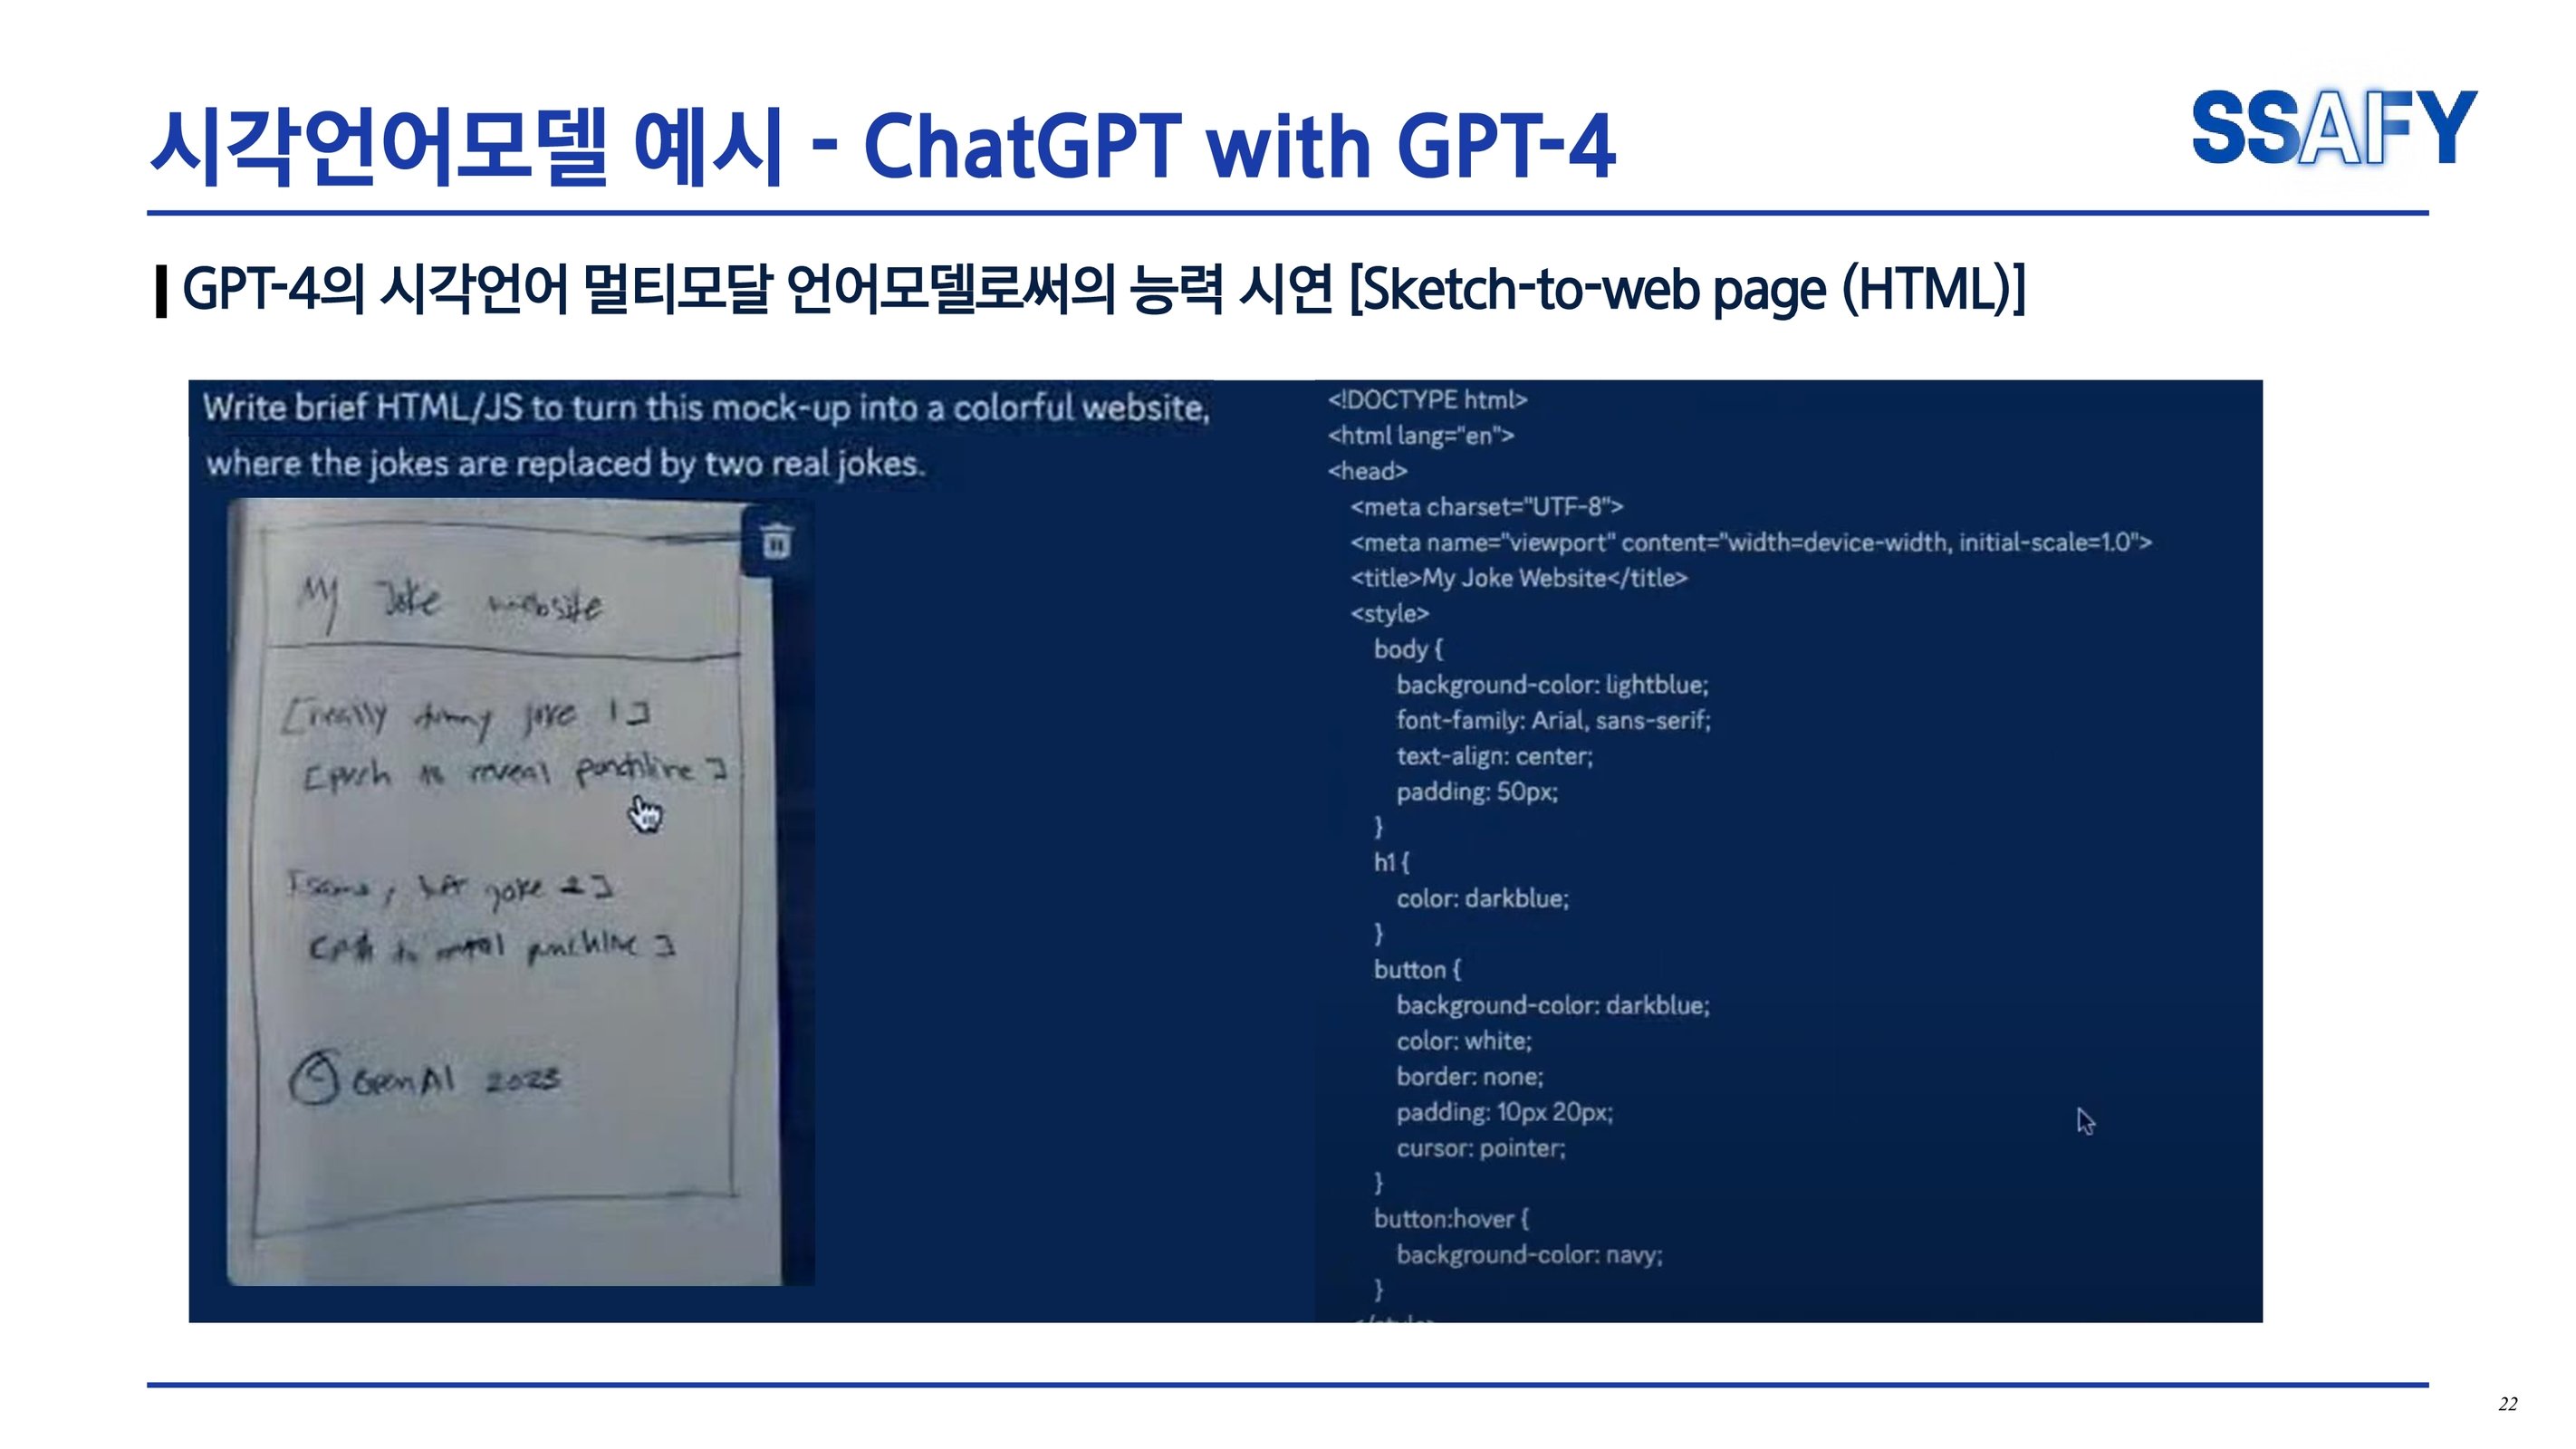 시각언어모델 예시 - ChatGPT with GPT-4
SSAFY
GPT-4의 시각언어 멀티모달 언어모델로써의 능력 시연 [Sketch-to-web page (HTML)]
Write brief HTML/JS to turn this mock-up into a colorful website,
where the jokes are replaced by two real jokes.
My Joke website
[really funny joke 1]
[push to reveal punchline]
[same, but joke 2]
[push to reveal punchline]
© OpenAI 2023
<!DOCTYPE html>
<html lang="en">
<head>
<meta charset="UTF-8">
<meta name="viewport" content="width=device-width, initial-scale=1.0">
<title>My Joke Website</title>
<style>
body {
background-color: lightblue;
font-family: Arial, sans-serif;
text-align: center;
padding: 50px;
}
h1 {
color: darkblue;
}
button {
background-color: darkblue;
color: white;
border: none;
padding: 10px 20px;
cursor: pointer;
}
button:hover {
background-color: navy;
}
22